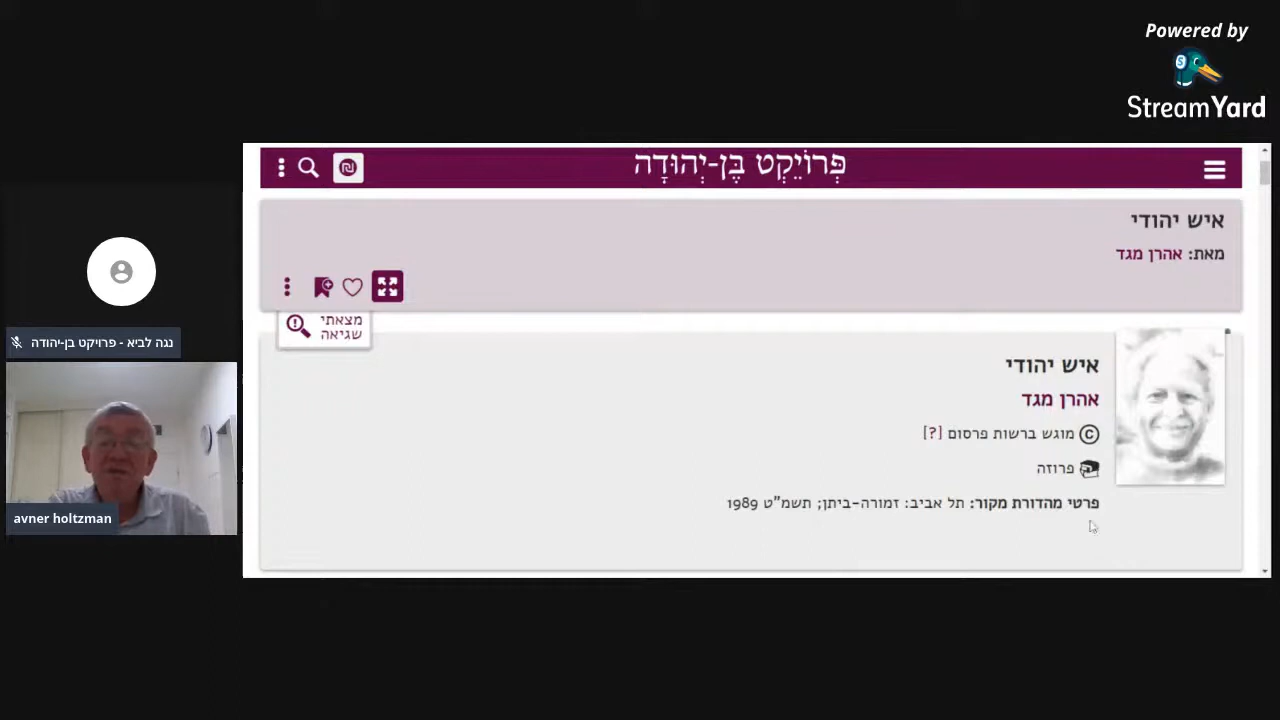 Powered by
StreamYard
פְּרוֹיֵקְט בֶּן-יְהוּדָה
איש יהודי
מאת: אהרן מגד
מצאתי
שגיאה
איש יהודי
אהרן מגד
מוגש ברשות פרסום [?]
פרוזה
פרטי מהדורת מקור: תל אביב: זמורה-ביתן; תשמ"ט 1989
נגה לביא - פרויקט בן-יהודה
avner holtzman